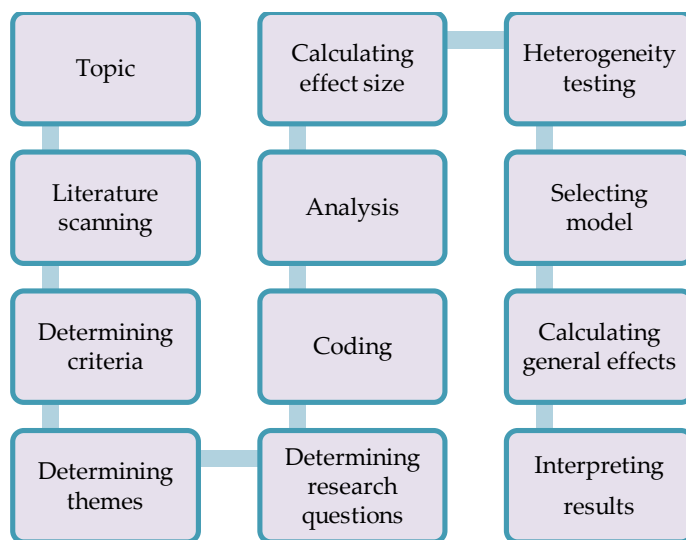 Topic
Literature
scanning
Determining
criteria
Determining
themes
Determining
research
questions
Coding
Analysis
Calculating
effect size
Heterogeneity
testing
Selecting
model
Calculating
general effects
Interpreting
results